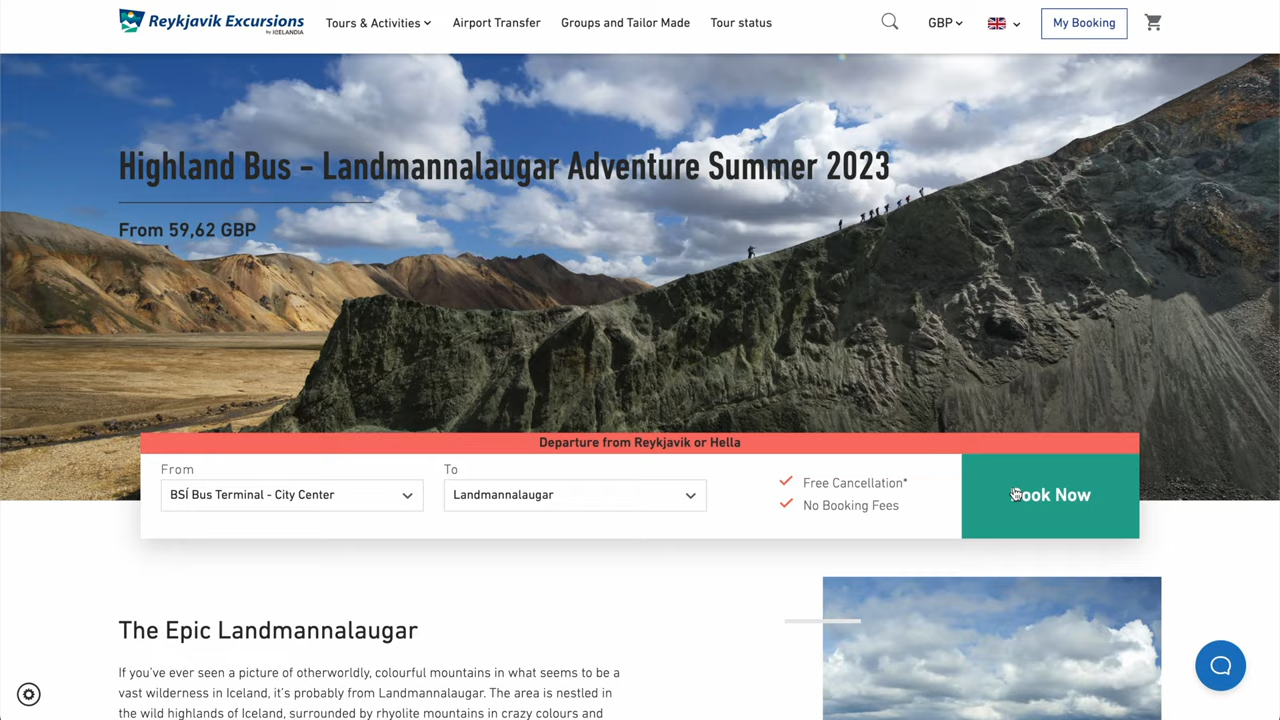 Reykjavik Excursions
by ICELANDIA
Tours & Activities
Airport Transfer
Groups and Tailor Made
Tour status
GBP
My Booking
Highland Bus - Landmannalaugar Adventure Summer 2023
From 59,62 GBP
Departure from Reykjavik or Hella
From
BSÍ Bus Terminal - City Center
To
Landmannalaugar
Free Cancellation*
No Booking Fees
Book Now
The Epic Landmannalaugar
If you've ever seen a picture of otherworldly, colourful mountains in what seems to be a
vast wilderness in Iceland, it's probably from Landmannalaugar. The area is nestled in
the wild highlands of Iceland, surrounded by rhyolite mountains in crazy colours and